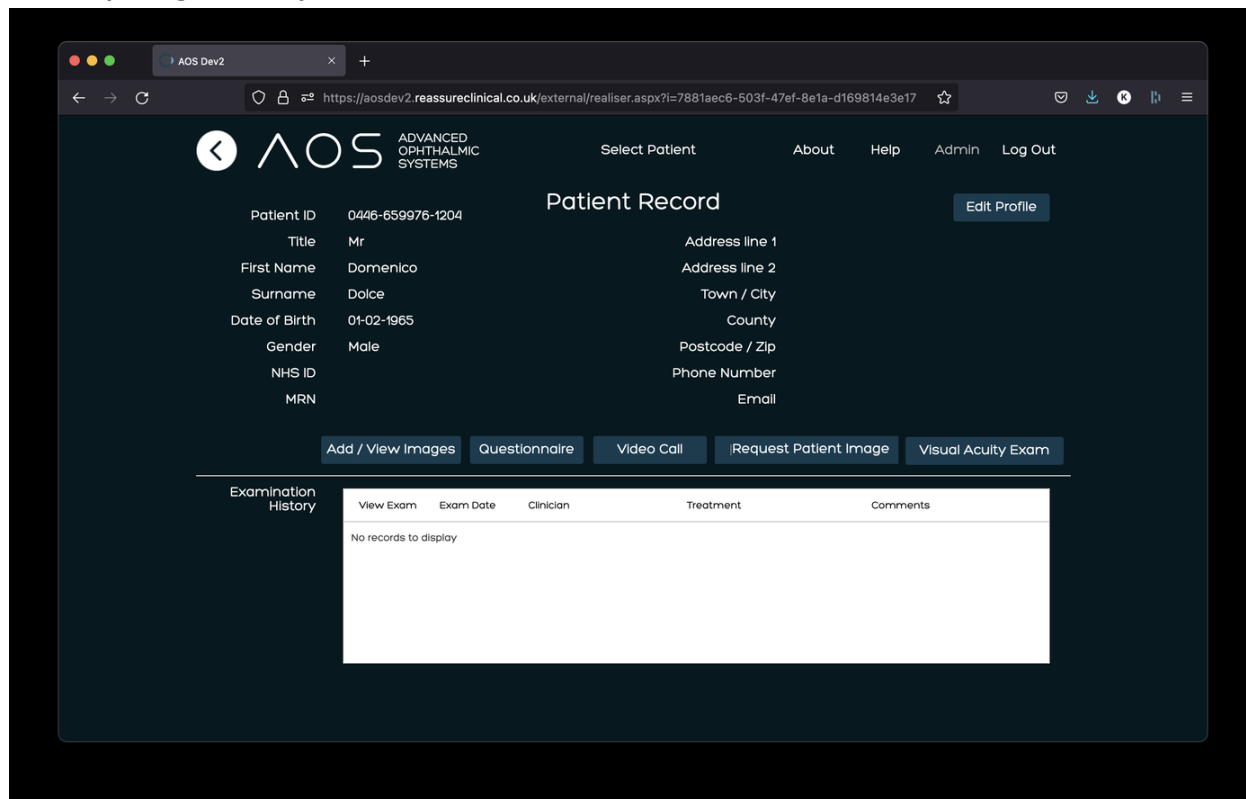 AOS Dev2
https://aosdev2.reassureclinical.co.uk/external/realiser.aspx?i=7881aec6-503f-47ef-8e1a-d169814e3e17
AOS ADVANCED OPHTHALMIC SYSTEMS
Select Patient About Help Admin Log Out
Patient Record
Edit Profile
Patient ID 0446-659976-1204
Title Mr
First Name Domenico
Surname Dolce
Date of Birth 01-02-1965
Gender Male
NHS ID
MRN
Address line 1
Address line 2
Town / City
County
Postcode / Zip
Phone Number
Email
Add / View Images Questionnaire Video Call Request Patient Image Visual Acuity Exam
Examination
History
View Exam Exam Date Clinician Treatment Comments
No records to display